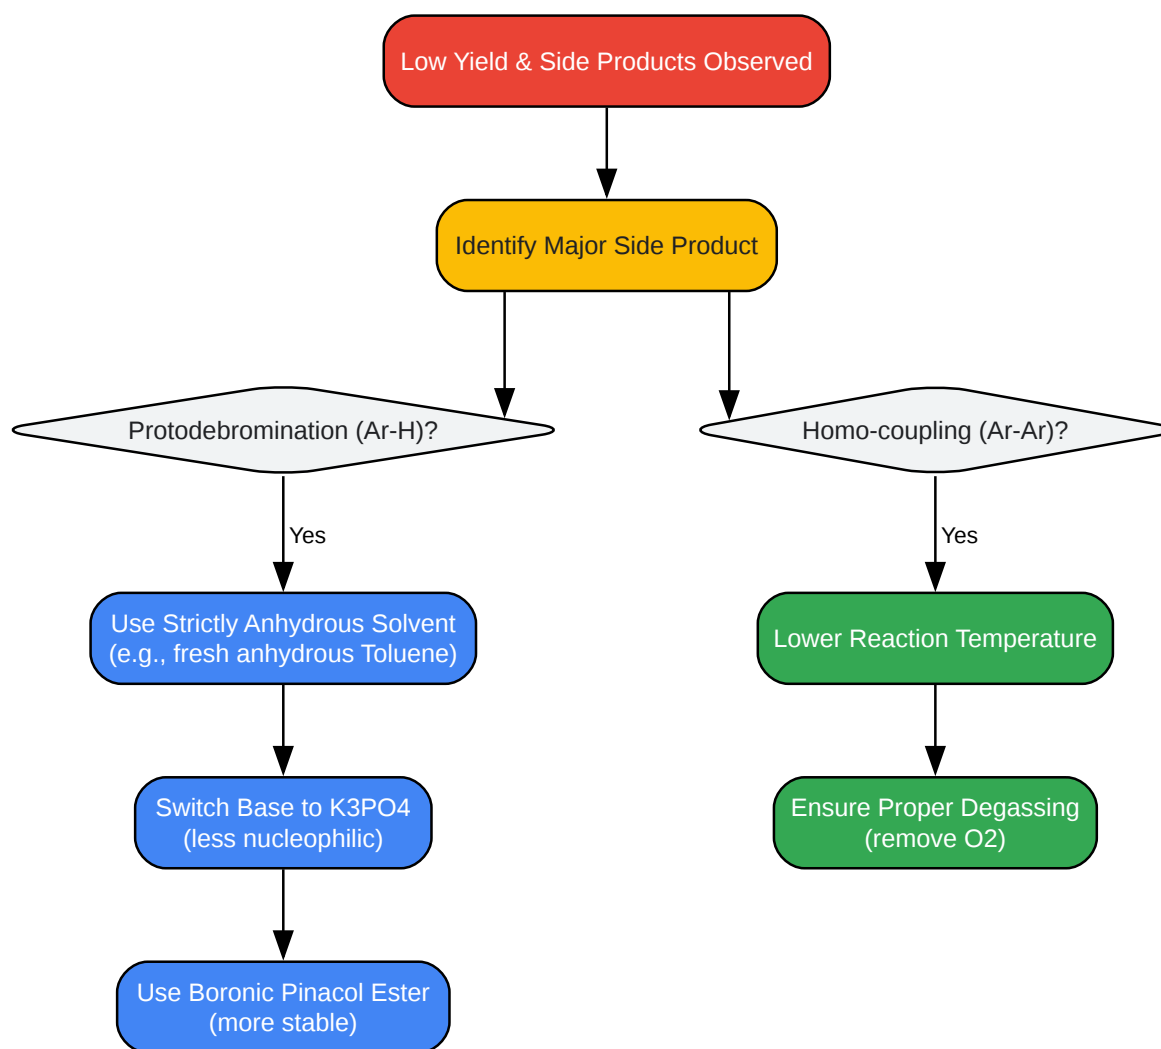 Low Yield & Side Products Observed
Identify Major Side Product
Protodebromination (Ar-H)?
Homo-coupling (Ar-Ar)?
Yes
Yes
Use Strictly Anhydrous Solvent
(e.g., fresh anhydrous Toluene)
Lower Reaction Temperature
Switch Base to K3PO4
(less nucleophilic)
Ensure Proper Degassing
(remove O2)
Use Boronic Pinacol Ester
(more stable)